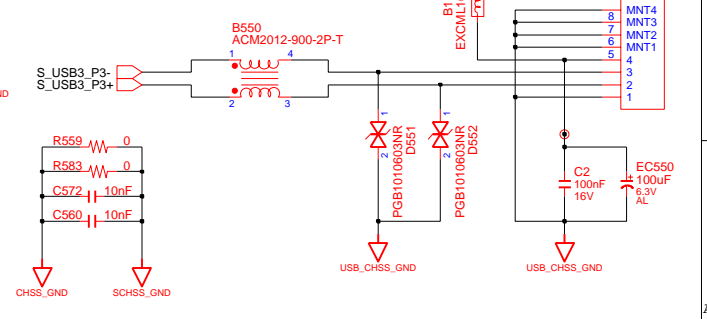 B550
ACM2012-900-2P-T
1
4
2
3
S_USB3_P3-
S_USB3_P3+
MNT4
8
MNT3
7
MNT2
6
MNT1
5
4
3
2
1
1
2
PGB1010603NR
D551
1
2
PGB1010603NR
D552
R559
0
R583
0
C572
10nF
C560
10nF
C2
100nF
16V
EC550
100uF
6.3V
AL
CHSS_GND
SCHSS_GND
USB_CHSS_GND
USB_CHSS_GND